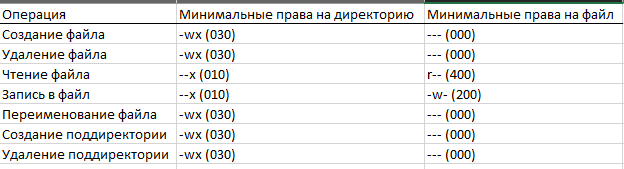 Операция Минимальные права на директорию Минимальные права на файл
Создание файла -wx (030) --- (000)
Удаление файла -wx (030) --- (000)
Чтение файла --x (010) r-- (400)
Запись в файл --x (010) -w- (200)
Переименование файла -wx (030) --- (000)
Создание поддиректории -wx (030) --- (000)
Удаление поддиректории -wx (030) --- (000)